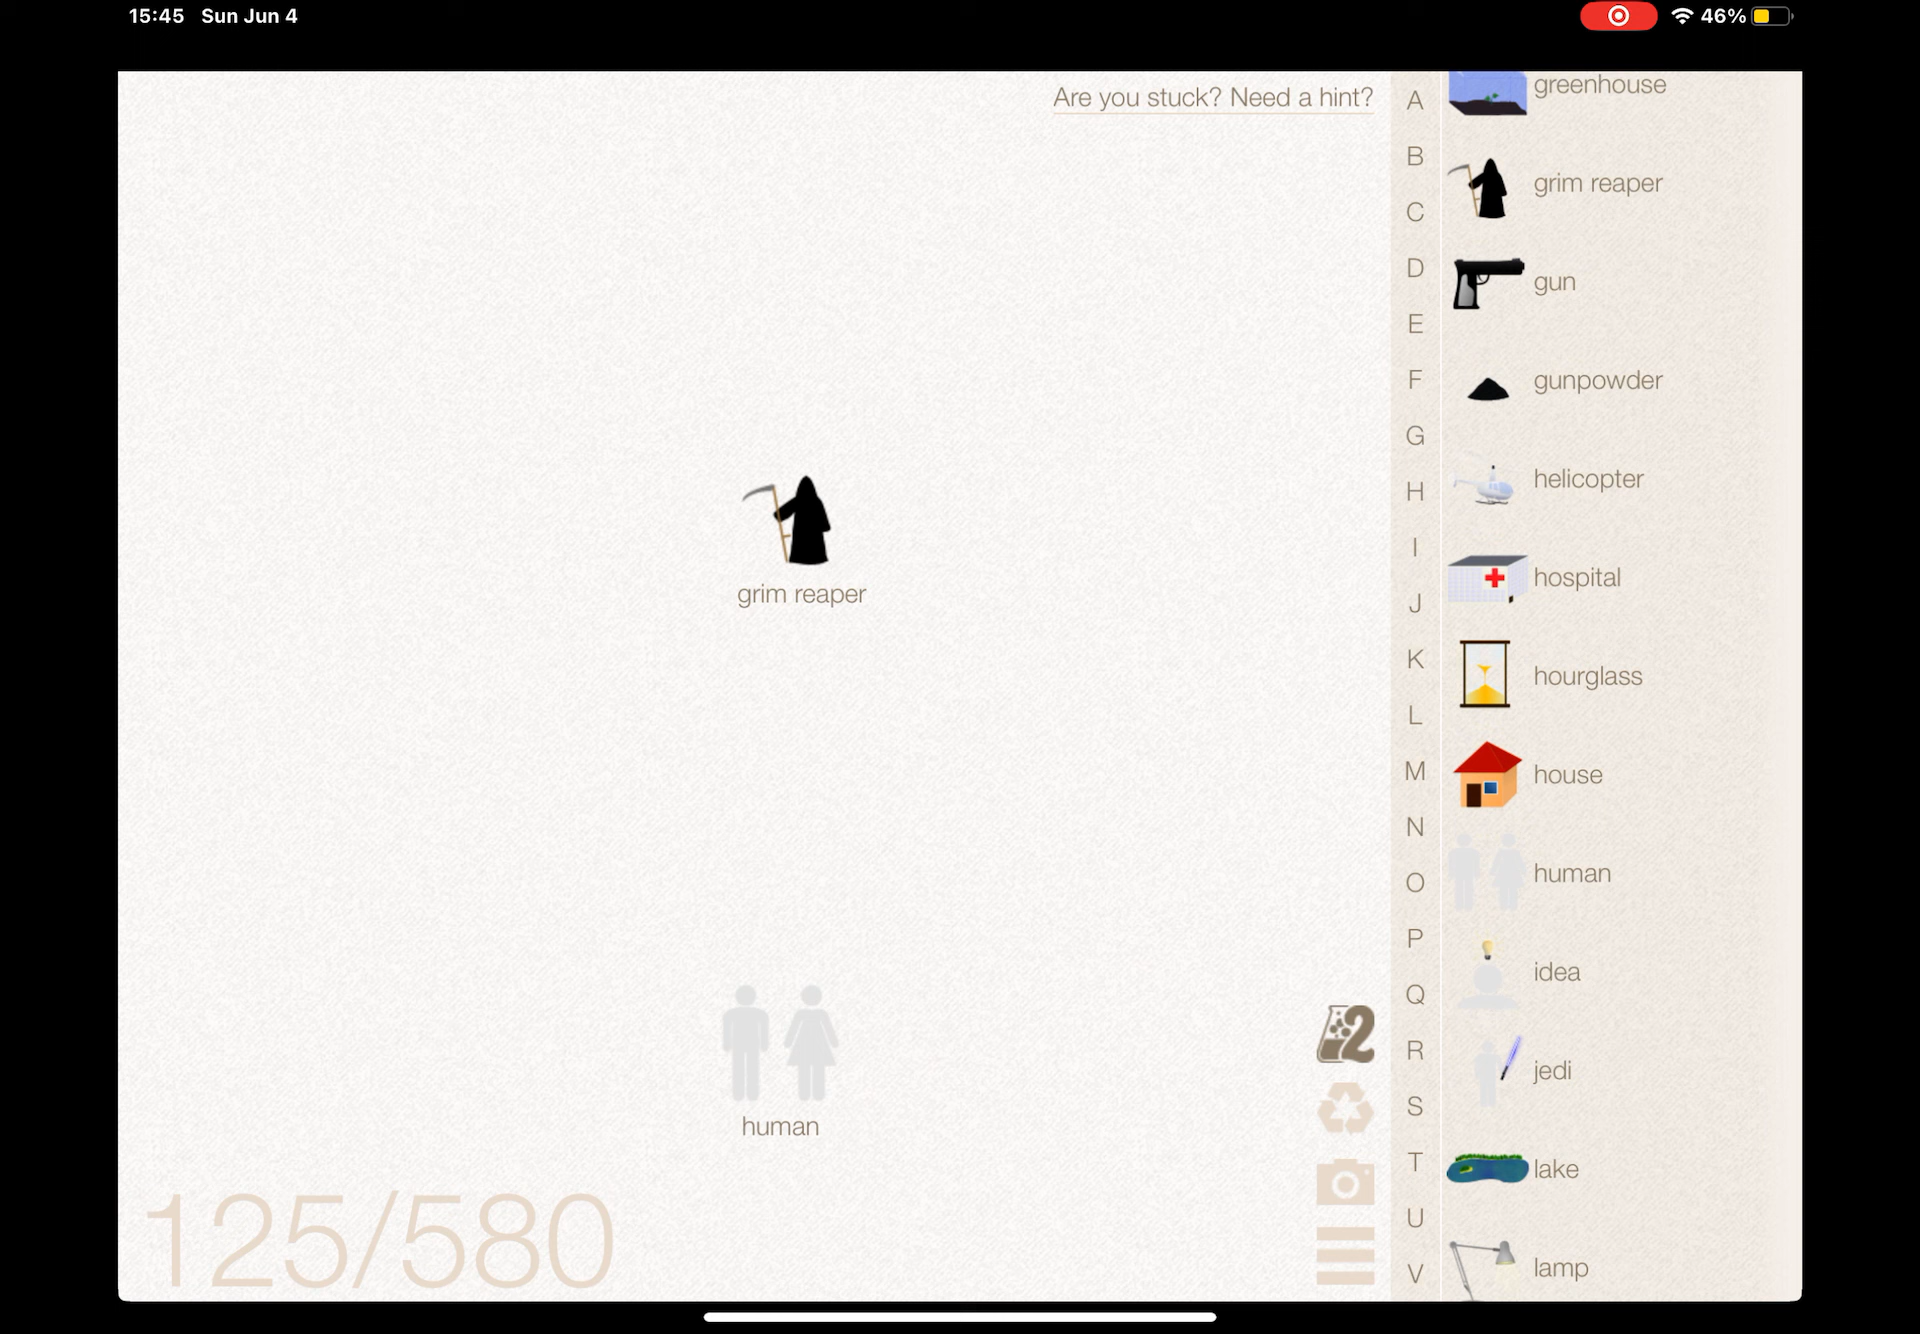 15:45 Sun Jun 4
46%
Are you stuck? Need a hint?
grim reaper
human
125/580
2
A
B
C
D
E
F
G
H
I
J
K
L
M
N
O
P
Q
R
S
T
U
V
greenhouse
grim reaper
gun
gunpowder
helicopter
hospital
hourglass
house
human
idea
jedi
lake
lamp